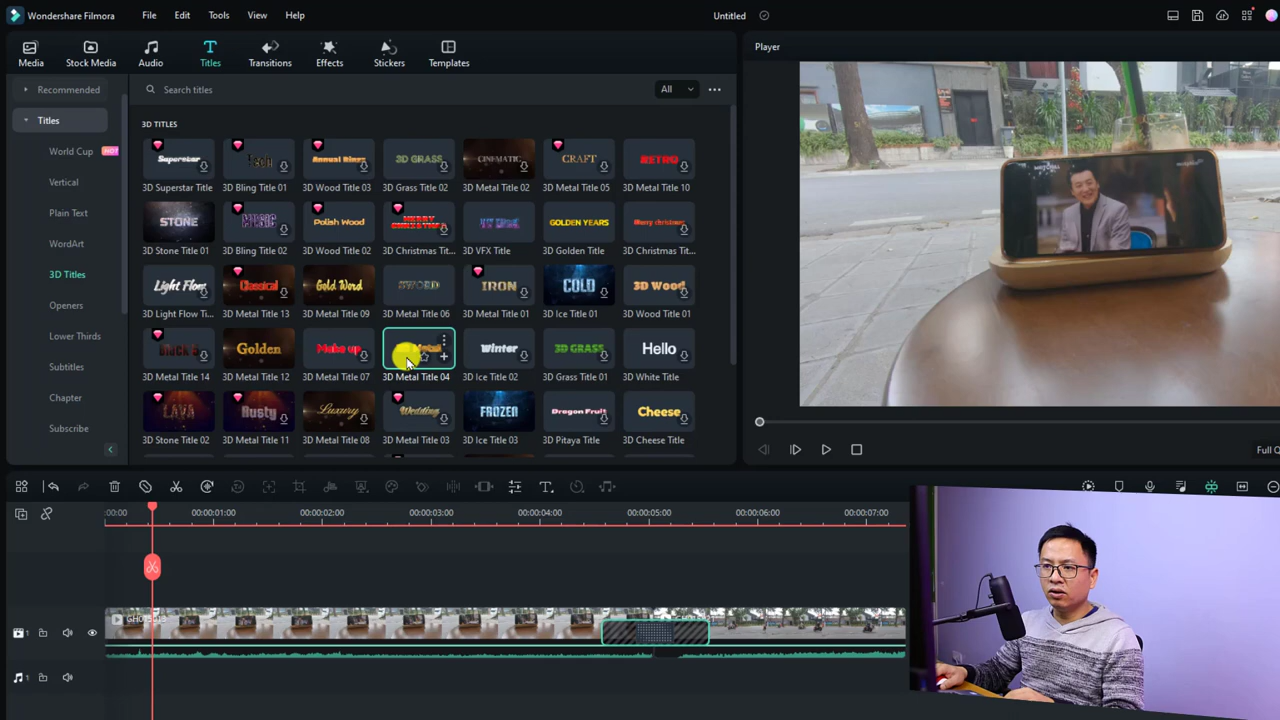 Wondershare Filmora File Edit Tools View Help Untitled
Media Stock Media Audio Titles Transitions Effects Stickers Templates
Player
Recommended
Search titles
All
Titles
3D TITLES
World Cup HOT
Vertical
Plain Text
WordArt
3D Titles
Openers
Lower Thirds
Subtitles
Chapter
Subscribe
Superstar
Annual Rings
3D GRASS
CINEMATIC
CRAFT
RETRO
3D Superstar Title 3D Bling Title 01 3D Wood Title 03 3D Grass Title 02 3D Metal Title 02 3D Metal Title 05 3D Metal Title 10
STONE
MUSIC
Polish Wood
MERRY CHRISTMAS
GOLDEN YEARS
Merry christmas
3D Stone Title 01 3D Bling Title 02 3D Wood Title 02 3D Christmas Tit... 3D VFX Title 3D Golden Title 3D Christmas Tit...
Light Flow
Classical
Gold Word
SWORD
IRON
COLD
3D Wood
3D Light Flow Ti... 3D Metal Title 13 3D Metal Title 09 3D Metal Title 06 3D Metal Title 01 3D Ice Title 01 3D Wood Title 01
Golden
Make up
Winter
3D GRASS
Hello
3D Metal Title 14 3D Metal Title 12 3D Metal Title 07 3D Metal Title 04 3D Ice Title 02 3D Grass Title 01 3D White Title
LAVA
Rusty
Luxury
Wedding
FROZEN
Dragon Fruit
Cheese
3D Stone Title 02 3D Metal Title 11 3D Metal Title 08 3D Metal Title 03 3D Ice Title 03 3D Pitaya Title 3D Cheese Title
Full Q
:00:00 00:00:01:00 00:00:02:00 00:00:03:00 00:00:04:00 00:00:05:00 00:00:06:00 00:00:07:00
1
1